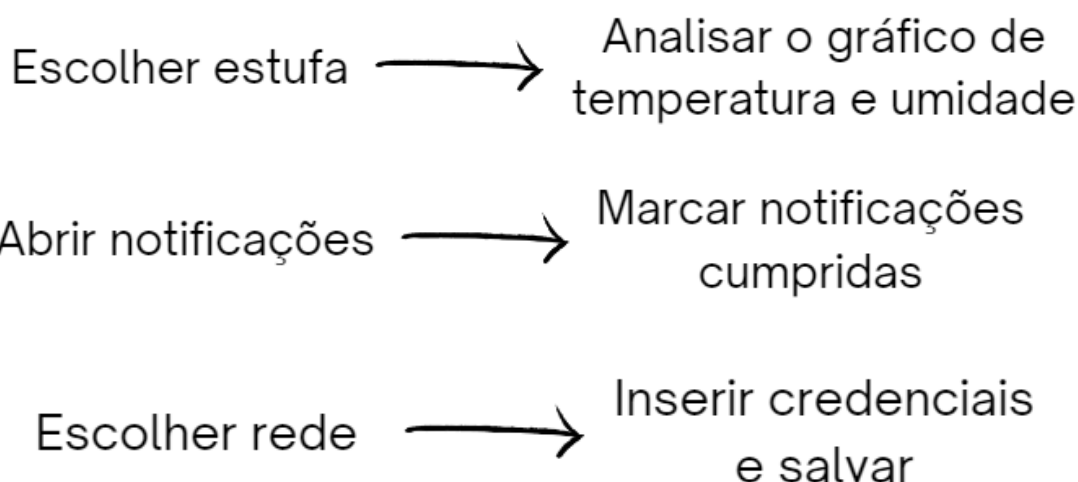 Escolher estufa
Analisar o gráfico de
temperatura e umidade
Abrir notificações
Marcar notificações
cumpridas
Escolher rede
Inserir credenciais
e salvar